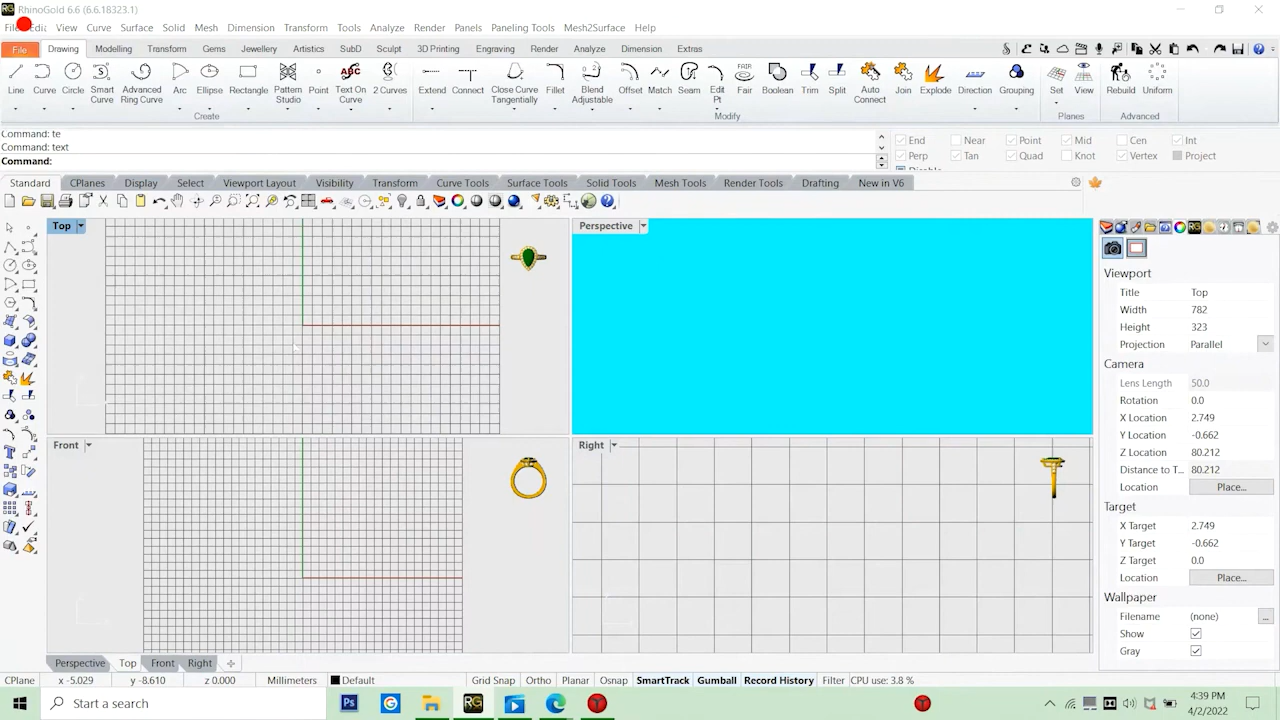 RhinoGold 6.6 (6.6.18323.1)
File Edit View Curve Surface Solid Mesh Dimension Transform Tools Analyze Render Panels Paneling Tools Mesh2Surface Help
File Drawing Modelling Transform Gems Jewellery Artistics SubD Sculpt 3D Printing Engraving Render Analyze Dimension Extras
Line Curve Circle Smart Curve Advanced Ring Curve Arc Ellipse Rectangle Pattern Studio Point Text On Curve 2 Curves Extend Connect Close Curve Tangentially Fillet Blend Adjustable Offset Match Seam Edit Pt Fair Boolean Trim Split Auto Connect Join Explode Direction Grouping Set View Rebuild Uniform
Create Modify Planes Advanced
Command: te
Command: text
Command:
End Near Point Mid Cen Int
Perp Tan Quad Knot Vertex Project
Disable
Standard CPlanes Display Select Viewport Layout Visibility Transform Curve Tools Surface Tools Solid Tools Mesh Tools Render Tools Drafting New in V6
Top
Perspective
Front
Right
Viewport
Title Top
Width 782
Height 323
Projection Parallel
Camera
Lens Length 50.0
Rotation 0.0
X Location 2.749
Y Location -0.662
Z Location 80.212
Distance to T... 80.212
Location Place...
Target
X Target 2.749
Y Target -0.662
Z Target 0.0
Location Place...
Wallpaper
Filename (none) ...
Show
Gray
Perspective Top Front Right
CPlane x -5.029 y -8.610 z 0.000 Millimeters Default Grid Snap Ortho Planar Osnap SmartTrack Gumball Record History Filter CPU use: 3.8 %
Start a search
4:39 PM
4/2/2022